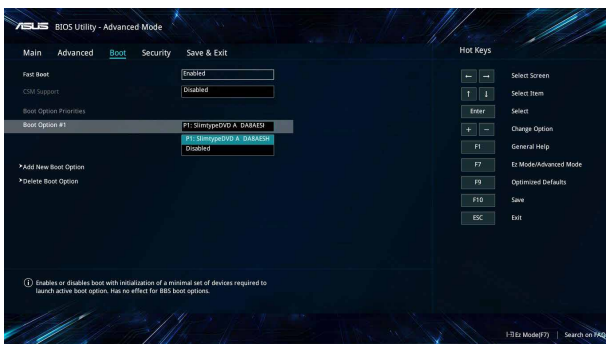 ASUS BIOS Utility - Advanced Mode
Main Advanced Boot Security Save & Exit
Hot Keys
Fast Boot Enabled
CSM Support Disabled
Boot Option Priorities
Boot Option #1 P1: SlimtypeDVD A DA8AESI
P1: SlimtypeDVD A DA8AESH
Disabled
>Add New Boot Option
>Delete Boot Option
← → Select Screen
↑ ↓ Select Item
Enter Select
+ − Change Option
F1 General Help
F7 Ez Mode/Advanced Mode
F9 Optimized Defaults
F10 Save
ESC Exit
Enables or disables boot with initialization of a minimal set of devices required to
launch active boot option. Has no effect for BBS boot options.
Ez Mode(F7) | Search on FAQ